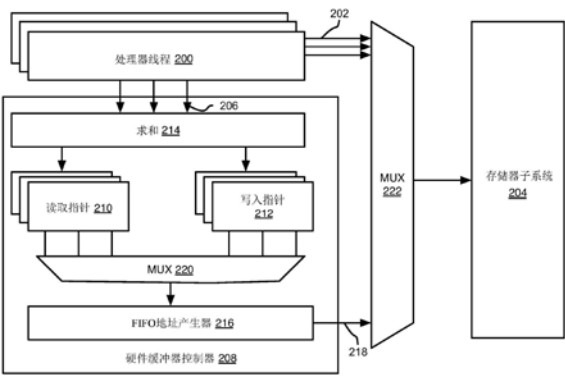 202
处理器线程 200
206
求和 214
读取指针 210
写入指针
212
MUX
222
存储器子系统
204
MUX 220
FIFO地址产生器 216
218
硬件缓冲器控制器 208